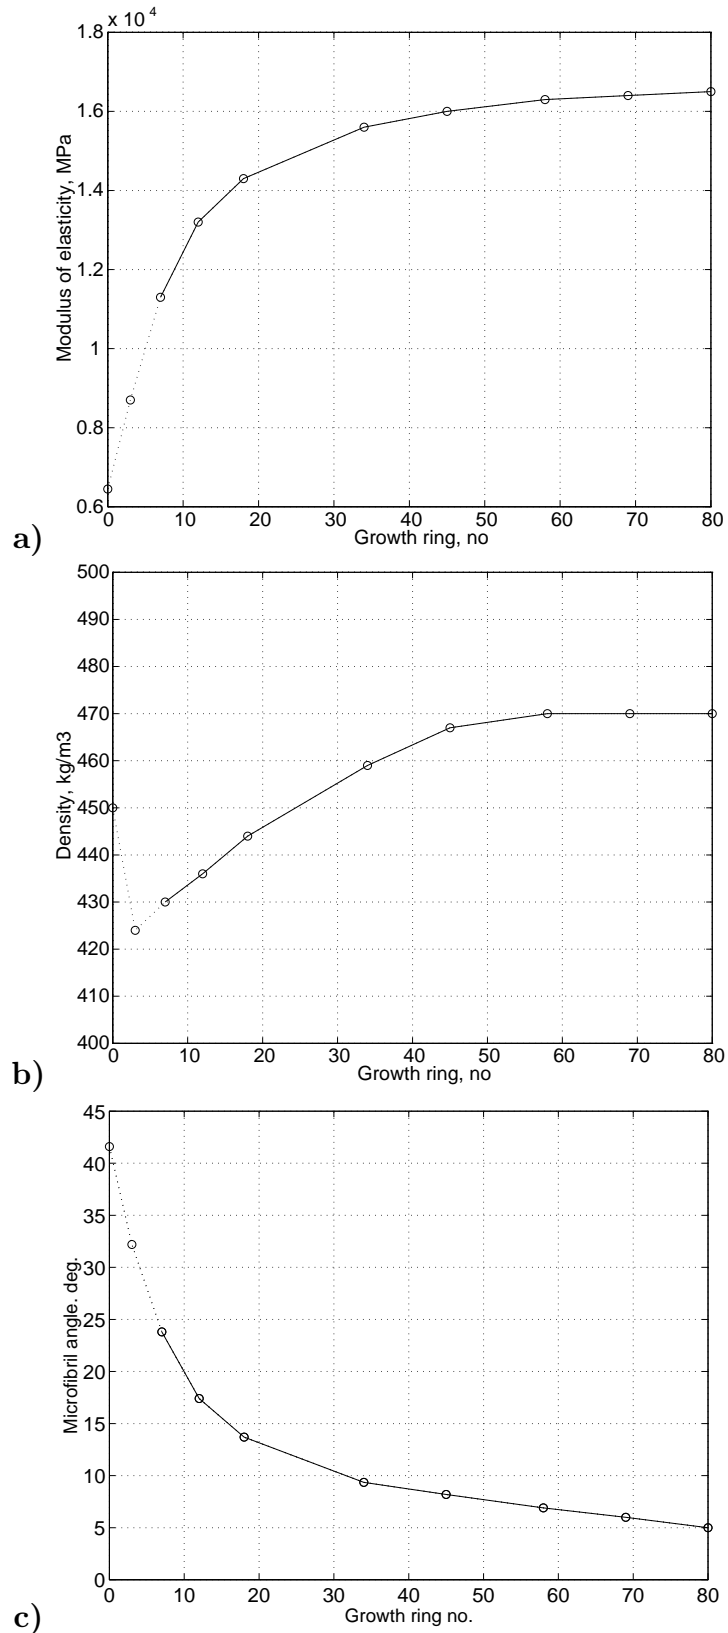 x 10 4
1.8
1.6
1.4
1.2
1
0.8
0.6
Modulus of elasticity, MPa
0 10 20 30 40 50 60 70 80
Growth ring, no
a)
500
490
480
470
460
450
440
430
420
410
400
Density, kg/m3
0 10 20 30 40 50 60 70 80
Growth ring, no
b)
45
40
35
30
25
20
15
10
5
0
Microfibril angle. deg.
0 10 20 30 40 50 60 70 80
Growth ring no.
c)